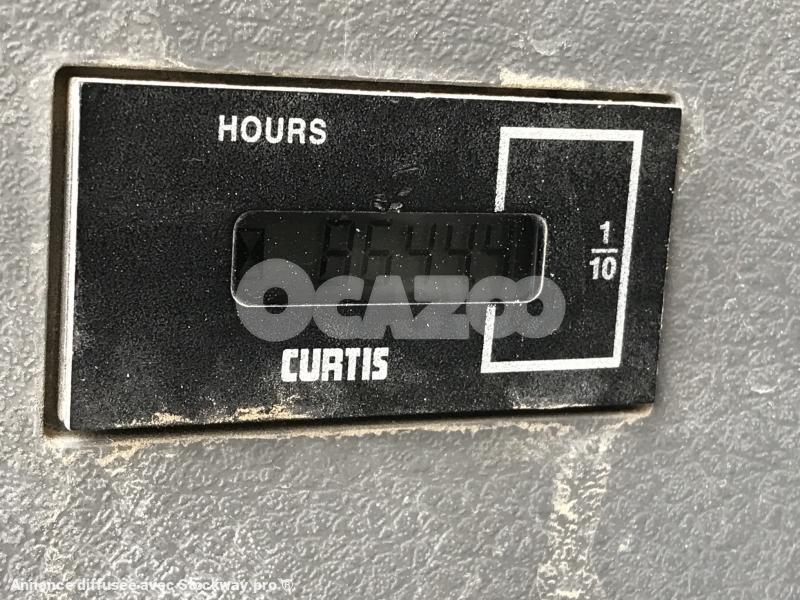 HOURS
1
10
OCAZOO
CURTIS
Annonce diffusée avec Stockway.pro ®